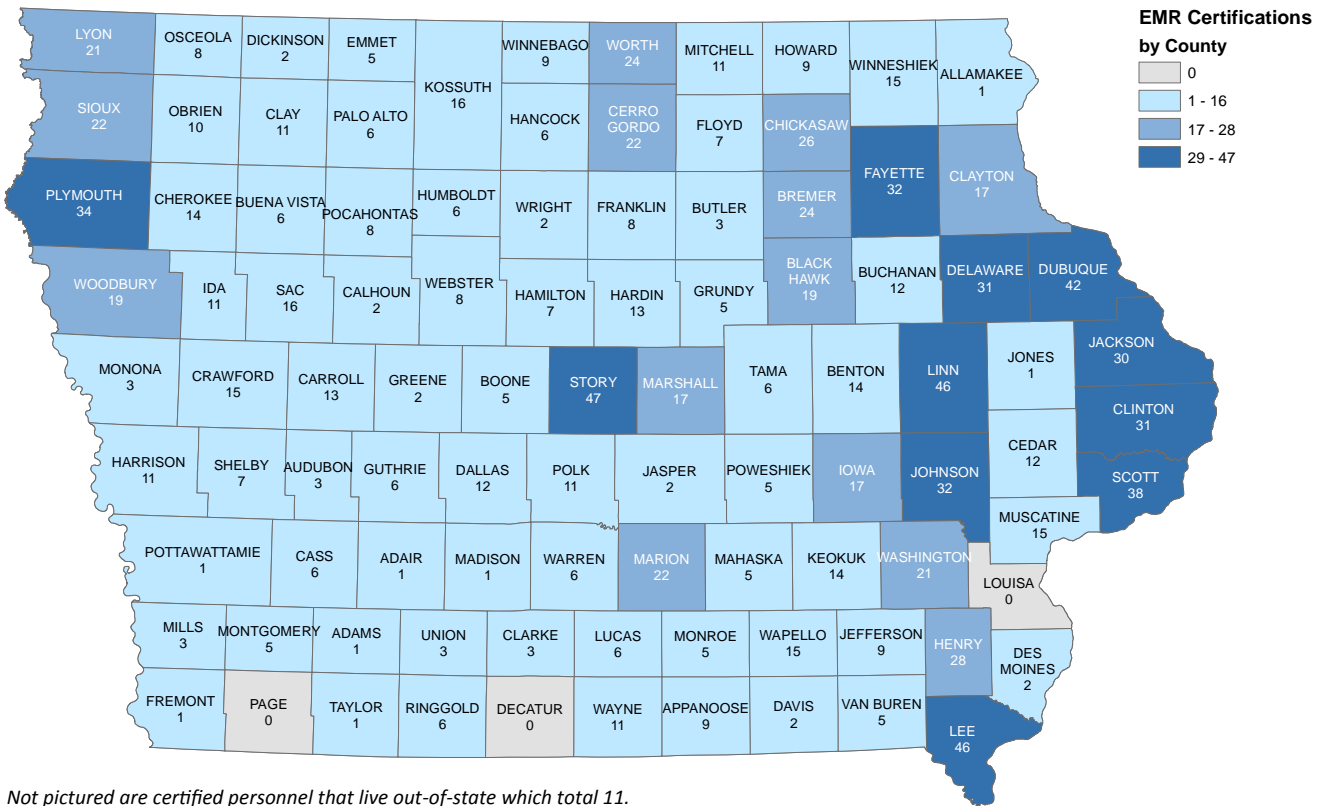 EMR Certifications
by County
0
1 - 16
17 - 28
29 - 47
LYON
21
OSCEOLA
8
DICKINSON
2
EMMET
5
KOSSUTH
16
WINNEBAGO
9
WORTH
24
MITCHELL
11
HOWARD
9
WINNESHIEK
15
ALLAMAKEE
1
SIOUX
22
OBRIEN
10
CLAY
11
PALO ALTO
6
HANCOCK
6
CERRO
GORDO
22
FLOYD
7
CHICKASAW
26
FAYETTE
32
CLAYTON
17
PLYMOUTH
34
CHEROKEE
14
BUENA VISTA
6
POCAHONTAS
8
HUMBOLDT
6
WRIGHT
2
FRANKLIN
8
BUTLER
3
BREMER
24
WOODBURY
19
IDA
11
SAC
16
CALHOUN
2
WEBSTER
8
HAMILTON
7
HARDIN
13
GRUNDY
5
BLACK
HAWK
19
BUCHANAN
12
DELAWARE
31
DUBUQUE
42
MONONA
3
CRAWFORD
15
CARROLL
13
GREENE
2
BOONE
5
STORY
47
MARSHALL
17
TAMA
6
BENTON
14
LINN
46
JONES
1
JACKSON
30
CLINTON
31
HARRISON
11
SHELBY
7
AUDUBON
3
GUTHRIE
6
DALLAS
12
POLK
11
JASPER
2
POWESHIEK
5
IOWA
17
JOHNSON
32
CEDAR
12
SCOTT
38
MUSCATINE
15
POTTAWATTAMIE
1
CASS
6
ADAIR
1
MADISON
1
WARREN
6
MARION
22
MAHASKA
5
KEOKUK
14
WASHINGTON
21
LOUISA
0
MILLS
3
MONTGOMERY
5
ADAMS
1
UNION
3
CLARKE
3
LUCAS
6
MONROE
5
WAPELLO
15
JEFFERSON
9
HENRY
28
DES
MOINES
2
FREMONT
1
PAGE
0
TAYLOR
1
RINGGOLD
6
DECATUR
0
WAYNE
11
APPANOOSE
9
DAVIS
2
VAN BUREN
5
LEE
46
Not pictured are certified personnel that live out-of-state which total 11.